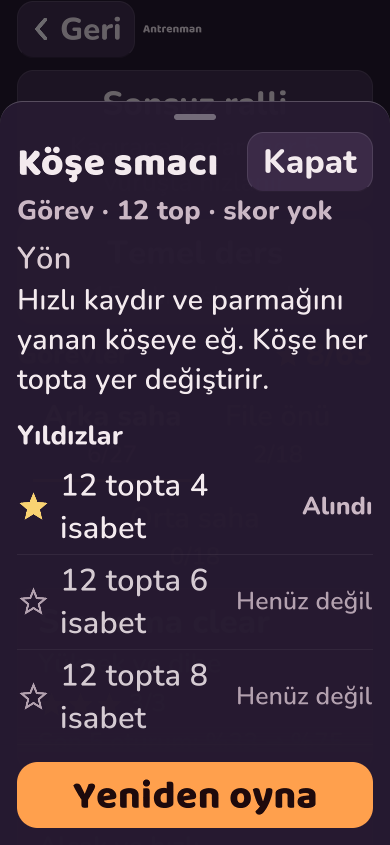 Geri
Antrenman
Sonsuz ralli
Köşe smacı
Kapat
Görev · 12 top · skor yok
Yön
Hızlı kaydır ve parmağını
yanan köşeye eğ. Köşe her
topta yer değiştirir.
Yıldızlar
12 topta 4
isabet
Alındı
12 topta 6
isabet
Henüz değil
12 topta 8
isabet
Henüz değil
Yeniden oyna